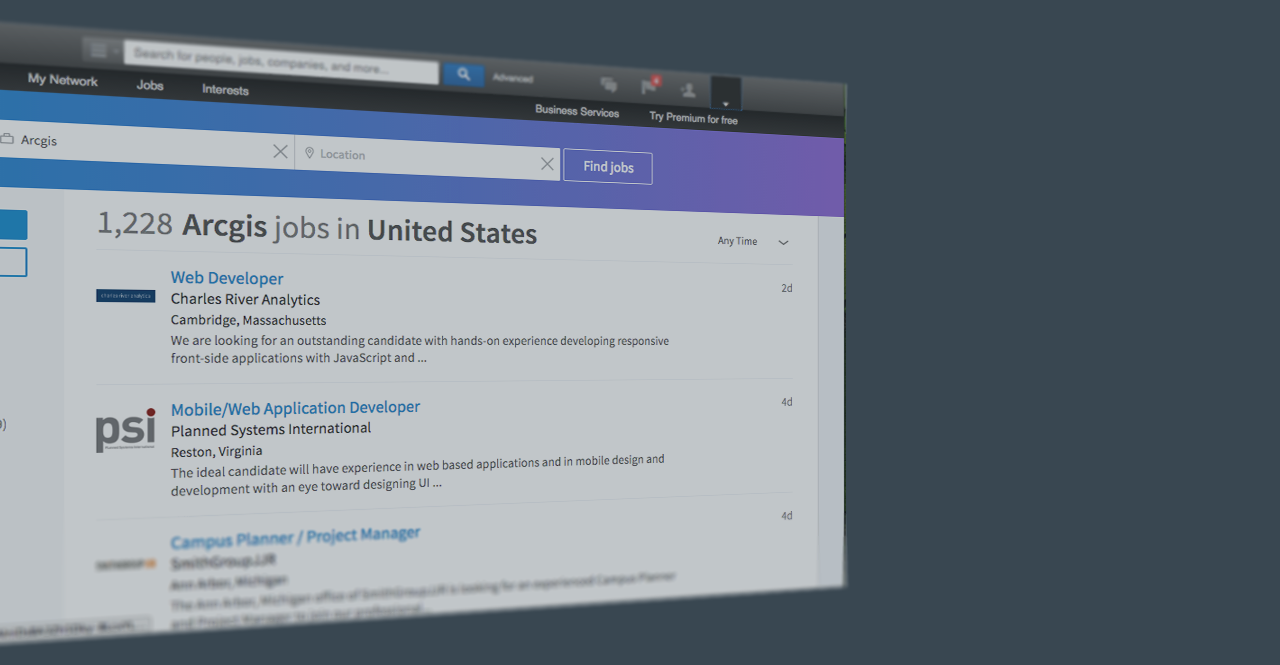 Search for people, jobs, companies, and more...
Advanced
My Network
Jobs
Interests
Business Services
Try Premium for free
Arcgis
Location
Find jobs
1,228 Arcgis jobs in United States
Any Time
Web Developer
2d
charles river analytics
Charles River Analytics
Cambridge, Massachusetts
We are looking for an outstanding candidate with hands-on experience developing responsive
front-side applications with JavaScript and ...
Mobile/Web Application Developer
4d
psi
Planned Systems International
Reston, Virginia
The ideal candidate will have experience in web based applications and in mobile design and
development with an eye toward designing UI ...
Campus Planner / Project Manager
4d
SmithGroupJJR
Ann Arbor, Michigan
The Ann Arbor, Michigan office of SmithGroupJJR is looking for an experienced Campus Planner
and Project Manager to join our professional...